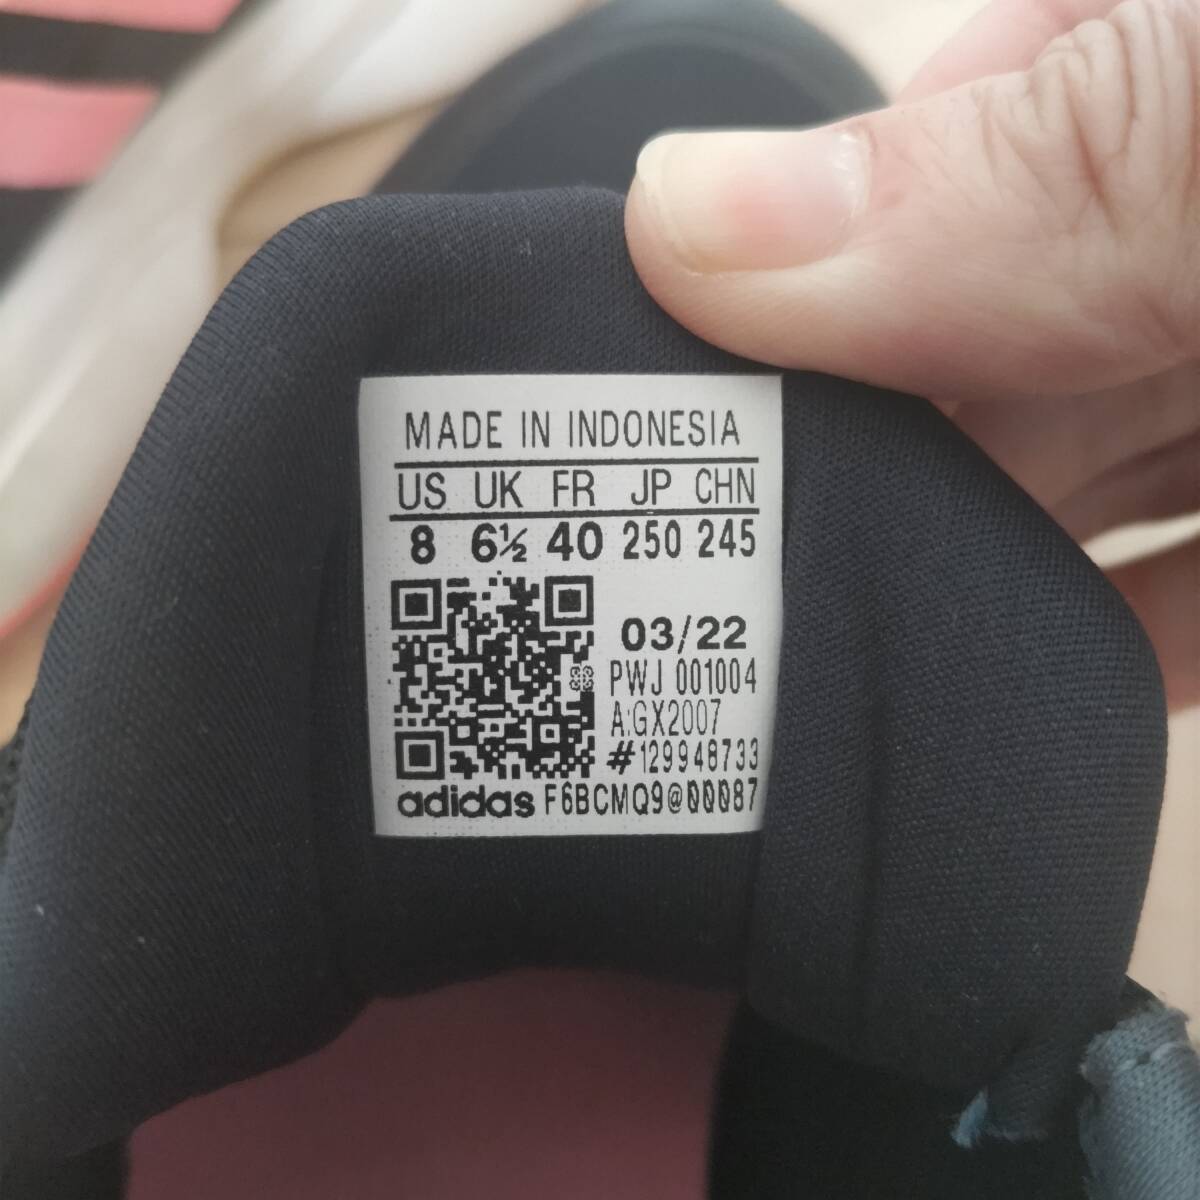 MADE IN INDONESIA
US UK FR JP CHN
8 6½ 40 250 245
03/22
PWJ 001004
A:GX2007
#129948733
adidas F6BCMQ9@00087